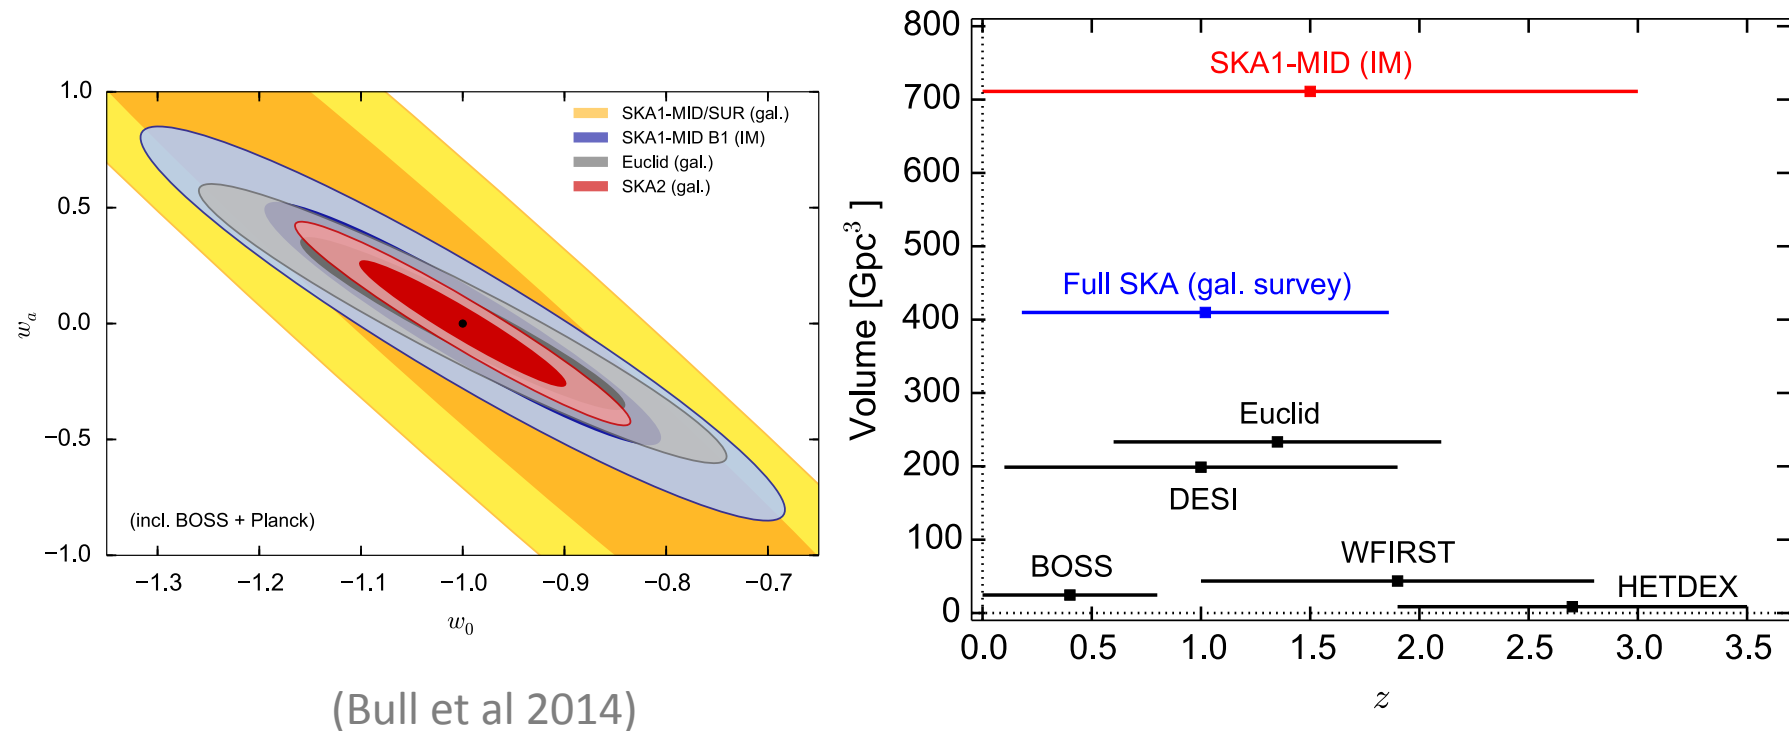 1.0
0.5
0.0
−0.5
−1.0
w_a
SKA1-MID/SUR (gal.)
SKA1-MID B1 (IM)
Euclid (gal.)
SKA2 (gal.)
(incl. BOSS + Planck)
−1.3 −1.2 −1.1 −1.0 −0.9 −0.8 −0.7
w_0
(Bull et al 2014)
800
700
600
500
400
300
200
100
0
Volume [Gpc³ ]
SKA1-MID (IM)
Full SKA (gal. survey)
Euclid
DESI
BOSS
WFIRST
HETDEX
0.0 0.5 1.0 1.5 2.0 2.5 3.0 3.5
z